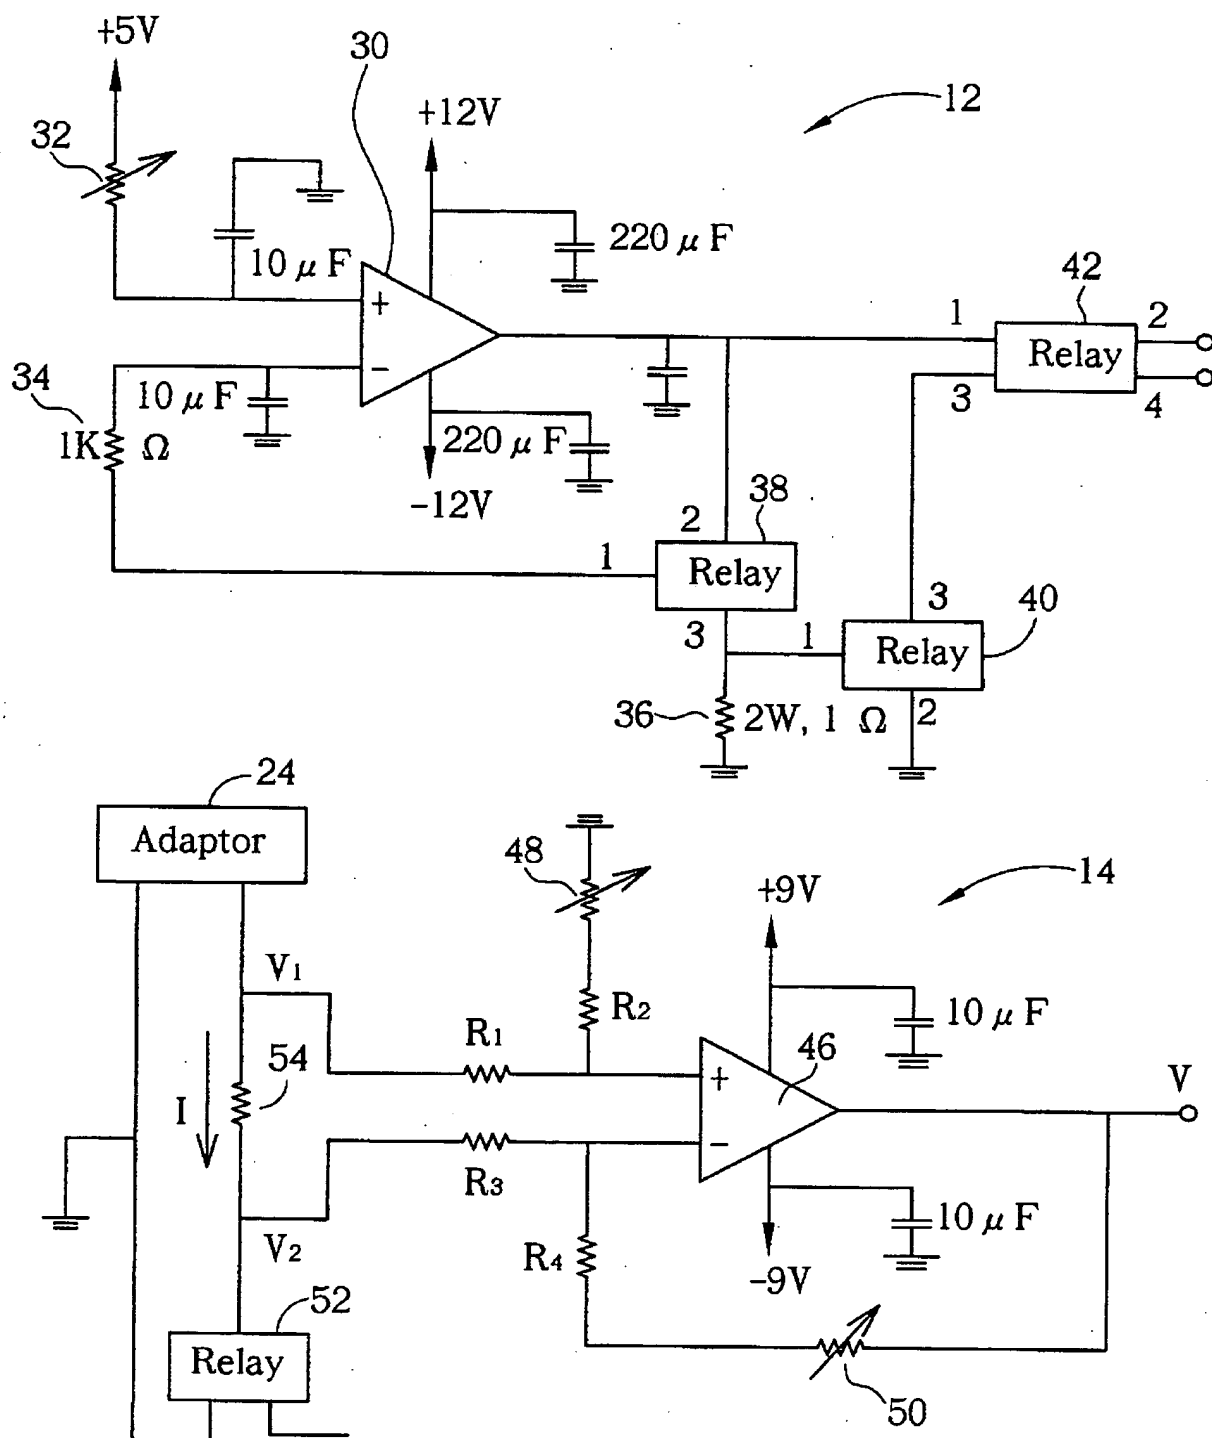 +5V
30
12
+12V
32
220 μF
10 μF
42
1
2
+
Relay
34
10 μF
−
3
4
1K Ω
220 μF
−12V
38
2
1
Relay
3
40
3
1
Relay
36
2W, 1 Ω
2
24
Adaptor
48
14
+9V
V1
R2
10 μF
R1
46
54
+
V
I
−
R3
10 μF
V2
R4
−9V
52
Relay
50